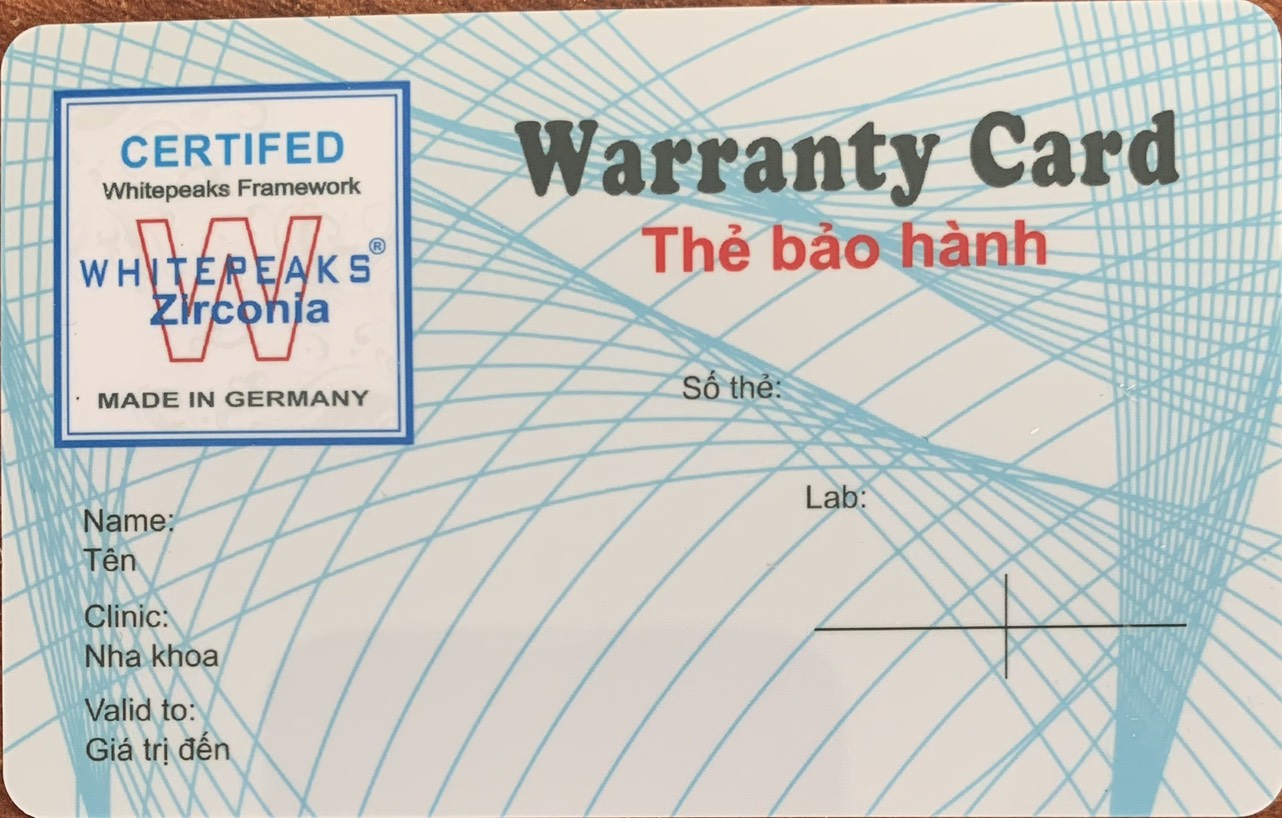 CERTIFED
Whitepeaks Framework
WHITEPEAKS®
Zirconia
W
MADE IN GERMANY
Warranty Card
Thẻ bảo hành
Số thẻ:
Lab:
Name:
Tên
Clinic:
Nha khoa
Valid to:
Giá trị đến